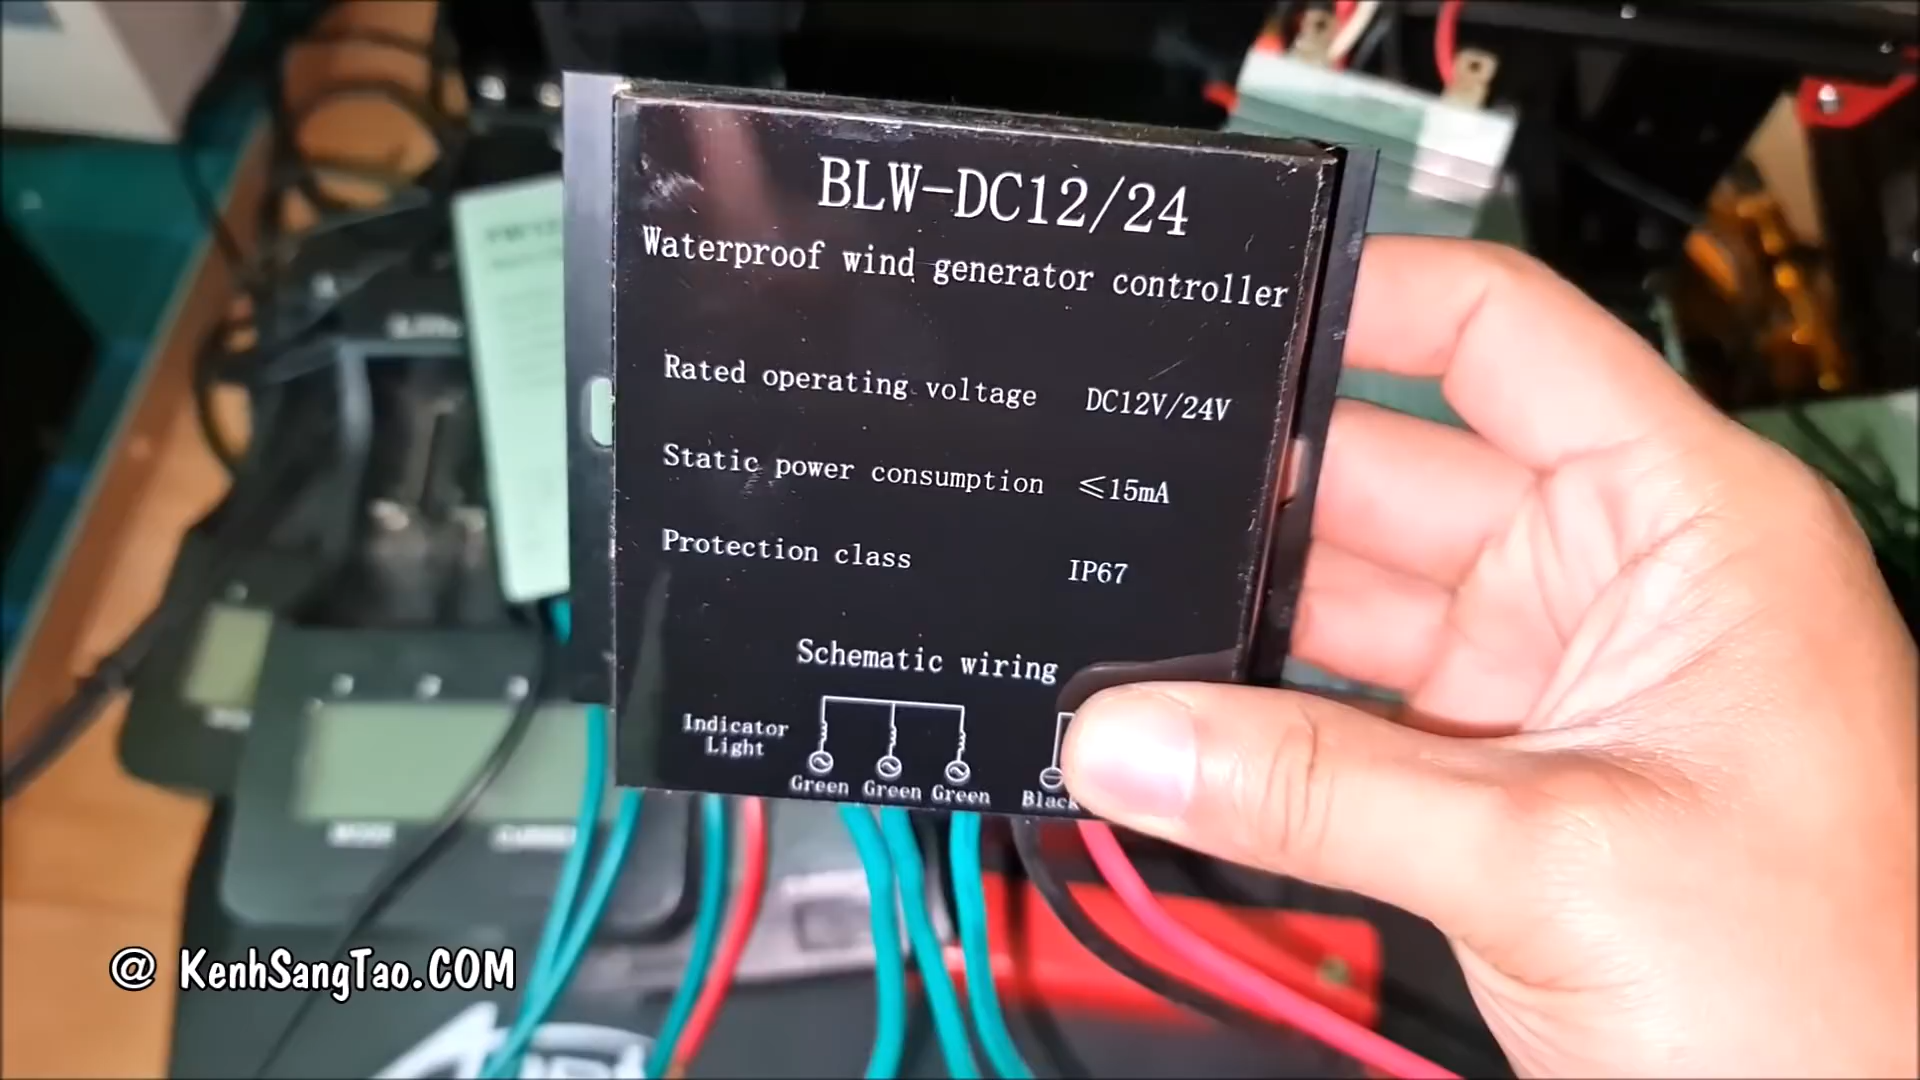 BLW-DC12/24
Waterproof wind generator controller
Rated operating voltage DC12V/24V
Static power consumption ≤15mA
Protection class IP67
Schematic wiring
Indicator
Light
Green Green Green Black
@ KenhSangTao.COM